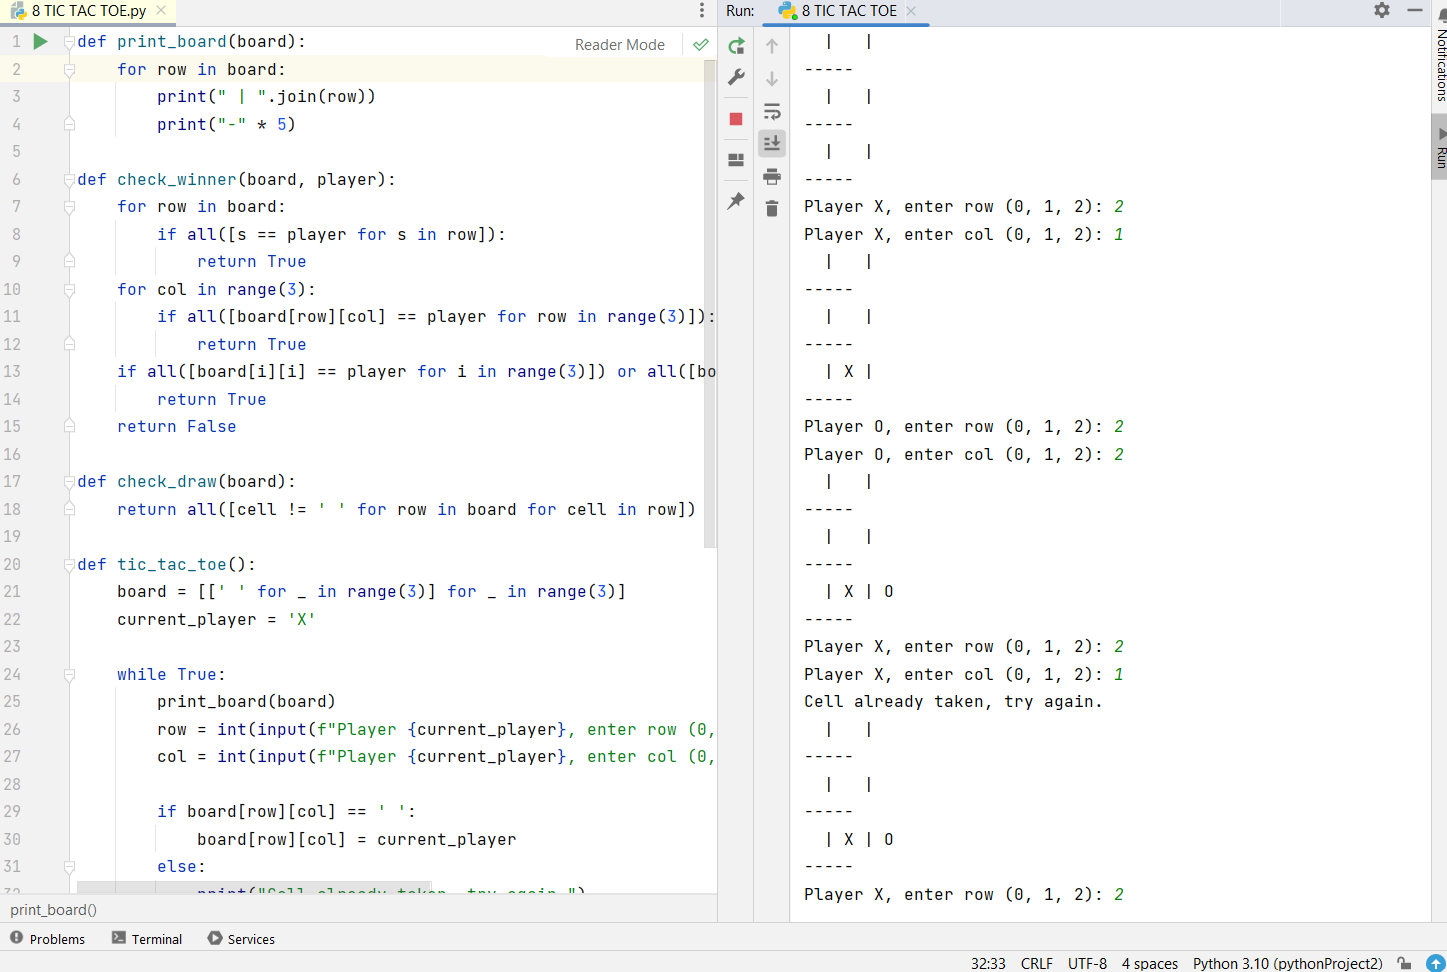 8 TIC TAC TOE.py
Run: 8 TIC TAC TOE
Reader Mode
1 def print_board(board):
2 for row in board:
3 print(" | ".join(row))
4 print("-" * 5)
5
6 def check_winner(board, player):
7 for row in board:
8 if all([s == player for s in row]):
9 return True
10 for col in range(3):
11 if all([board[row][col] == player for row in range(3)]):
12 return True
13 if all([board[i][i] == player for i in range(3)]) or all([bo
14 return True
15 return False
16
17 def check_draw(board):
18 return all([cell != ' ' for row in board for cell in row])
19
20 def tic_tac_toe():
21 board = [[' ' for _ in range(3)] for _ in range(3)]
22 current_player = 'X'
23
24 while True:
25 print_board(board)
26 row = int(input(f"Player {current_player}, enter row (0,
27 col = int(input(f"Player {current_player}, enter col (0,
28
29 if board[row][col] == ' ':
30 board[row][col] = current_player
31 else:
32 print("Cell already taken, try again.")
print_board()
| |
-----
| |
-----
| |
-----
Player X, enter row (0, 1, 2): 2
Player X, enter col (0, 1, 2): 1
| |
-----
| |
-----
| X |
-----
Player O, enter row (0, 1, 2): 2
Player O, enter col (0, 1, 2): 2
| |
-----
| |
-----
| X | O
-----
Player X, enter row (0, 1, 2): 2
Player X, enter col (0, 1, 2): 1
Cell already taken, try again.
| |
-----
| |
-----
| X | O
-----
Player X, enter row (0, 1, 2): 2
Notifications
Run
Problems Terminal Services
32:33 CRLF UTF-8 4 spaces Python 3.10 (pythonProject2)